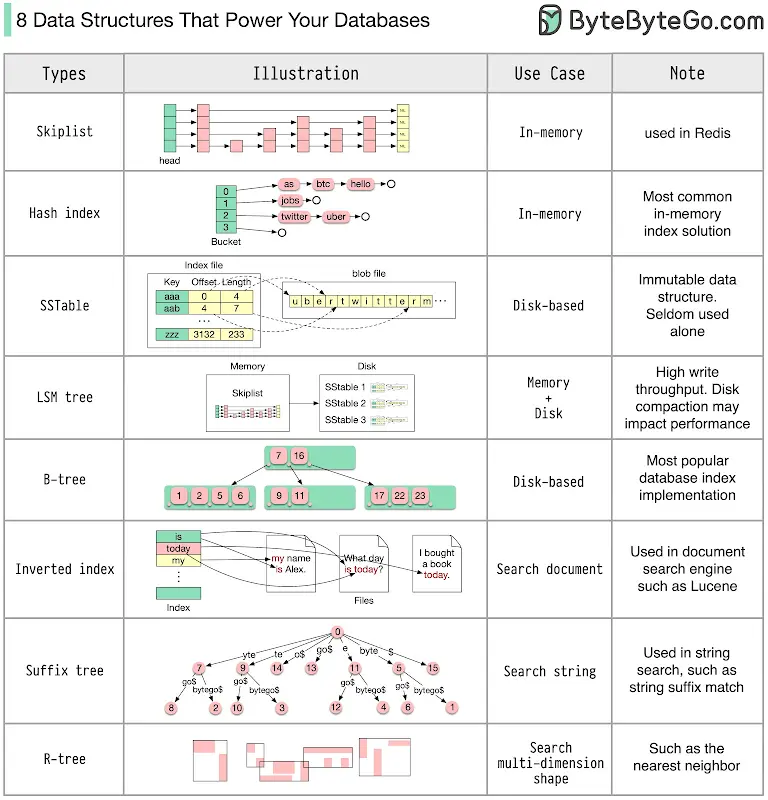 8 Data Structures That Power Your Databases
ByteByteGo.com
Types Illustration Use Case Note
Skiplist
head
In-memory
used in Redis
Hash index
0 as btc hello
1 jobs
2 twitter uber
3
Bucket
In-memory
Most common
in-memory
index solution
SSTable
Index file
Key Offset Length
aaa 0 4
aab 4 7
...
zzz 3132 233
blob file
u b e r t w i t t e r m ...
Disk-based
Immutable data
structure.
Seldom used
alone
LSM tree
Memory
Skiplist
Disk
SSTable 1
SSTable 2
SSTable 3
Memory
+
Disk
High write
throughput. Disk
compaction may
impact performance
B-tree
7 16
1 2 5 6 9 11 17 22 23
Disk-based
Most popular
database index
implementation
Inverted index
is
today
my
Index
my name
is Alex.
What day
is today?
I bought
a book
today.
Files
Search document
Used in document
search engine
such as Lucene
Suffix tree
0
yte te o$ go$ e byte $
7 9 14 13 11 5 15
go$ bytego$ go$ bytego$ go$ bytego$ go$ bytego$
8 2 10 3 12 4 6 1
Search string
Used in string
search, such as
string suffix match
R-tree
Search
multi-dimension
shape
Such as the
nearest neighbor